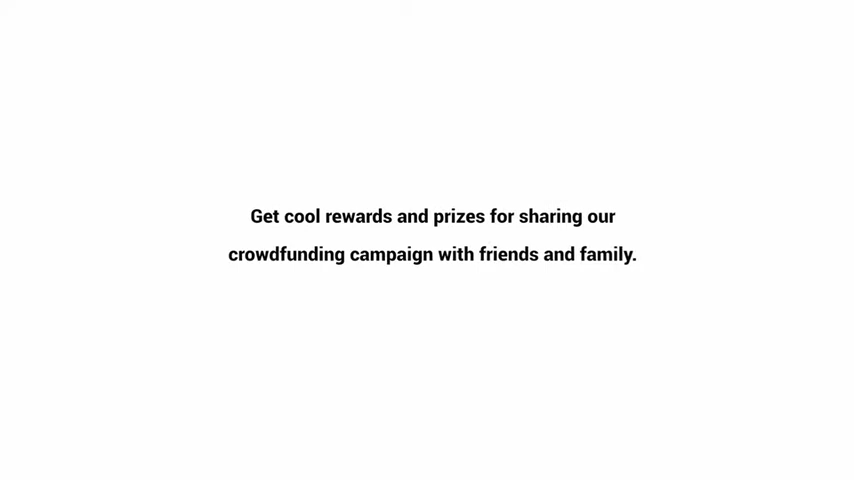 Get cool rewards and prizes for sharing our
crowdfunding campaign with friends and family.